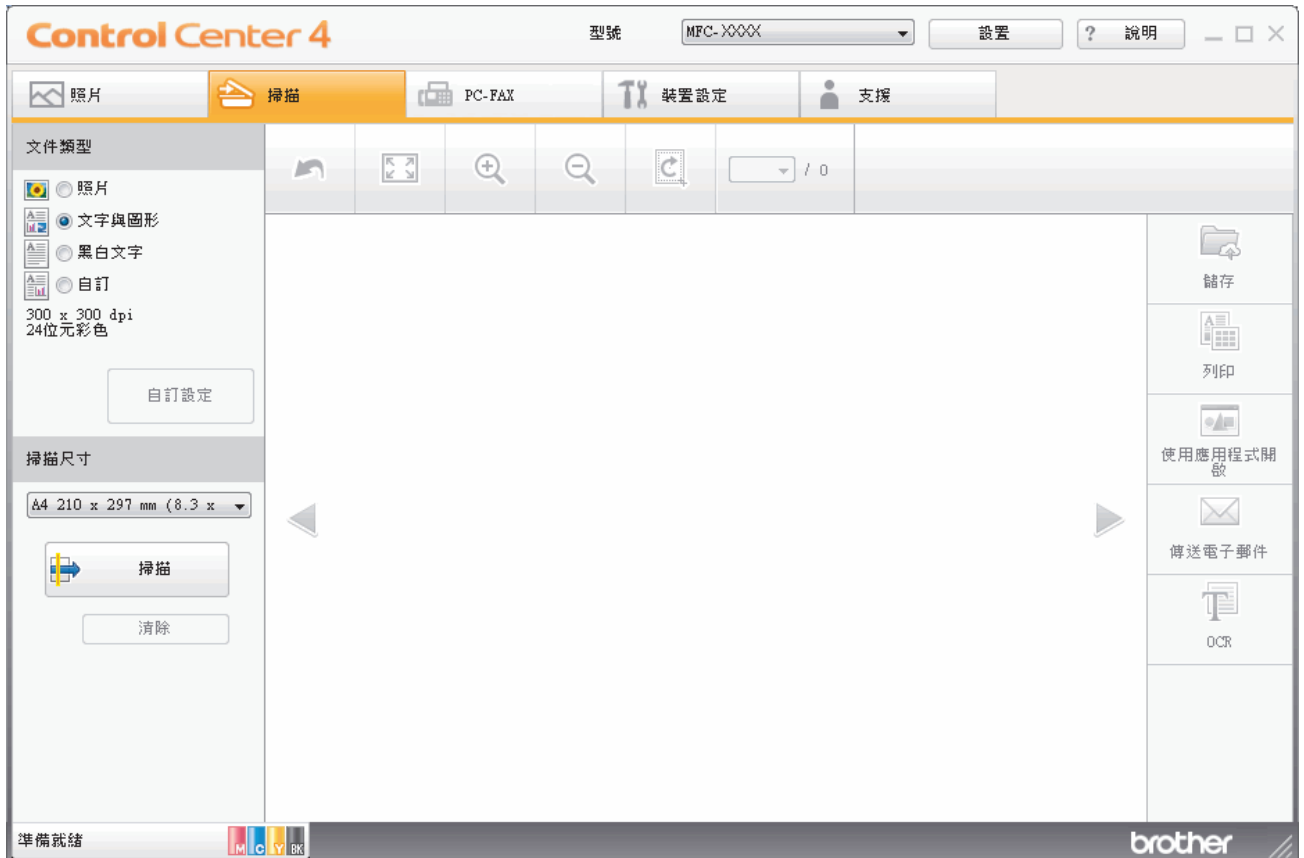 Control Center 4
型號
MFC-XXXX
設置
? 說明
照片
掃描
PC-FAX
裝置設定
支援
文件類型
照片
文字與圖形
黑白文字
自訂
300 x 300 dpi
24位元彩色
自訂設定
/ 0
掃描尺寸
A4 210 x 297 mm (8.3 x
掃描
清除
儲存
列印
使用應用程式開
啟
傳送電子郵件
OCR
準備就緒
M C Y BK
brother